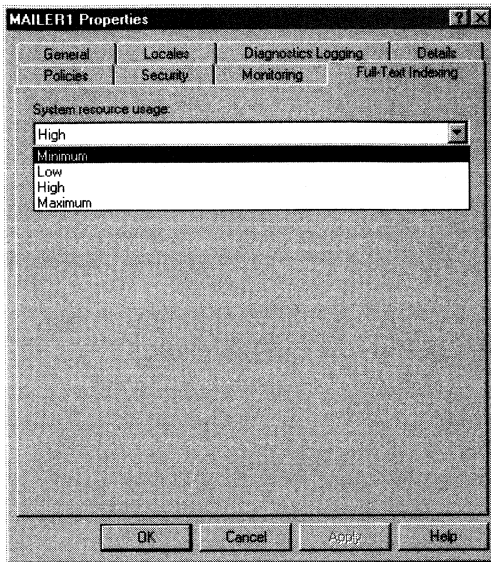 MAILER1 Properties
General Locales Diagnostics Logging Details
Policies Security Monitoring Full-Text Indexing
System resource usage:
High
Minimum
Low
High
Maximum
OK Cancel Apply Help